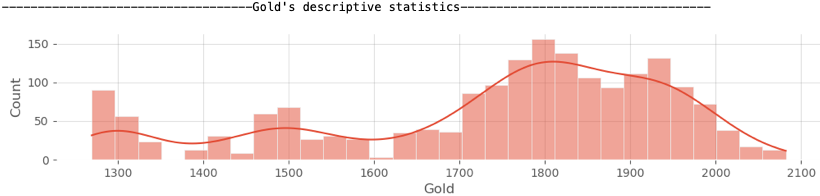 -----------------------------------Gold's descriptive statistics-----------------------------------
150
100
50
0
Count
1300 1400 1500 1600 1700 1800 1900 2000 2100
Gold